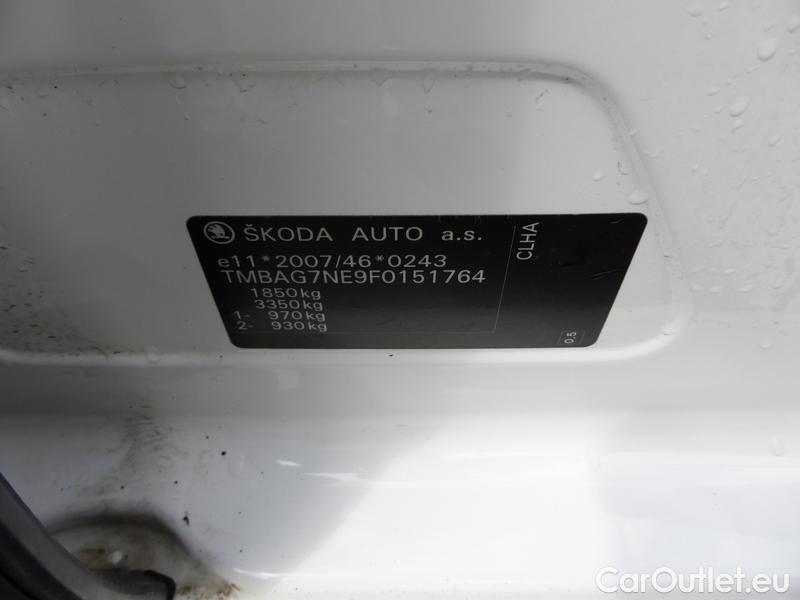 ŠKODA AUTO a.s.
e11*2007/46*0243
TMBAG7NE9F0151764
1850kg
3350kg
1- 970kg
2- 930kg
CLHA
0,5
CarOutlet.eu